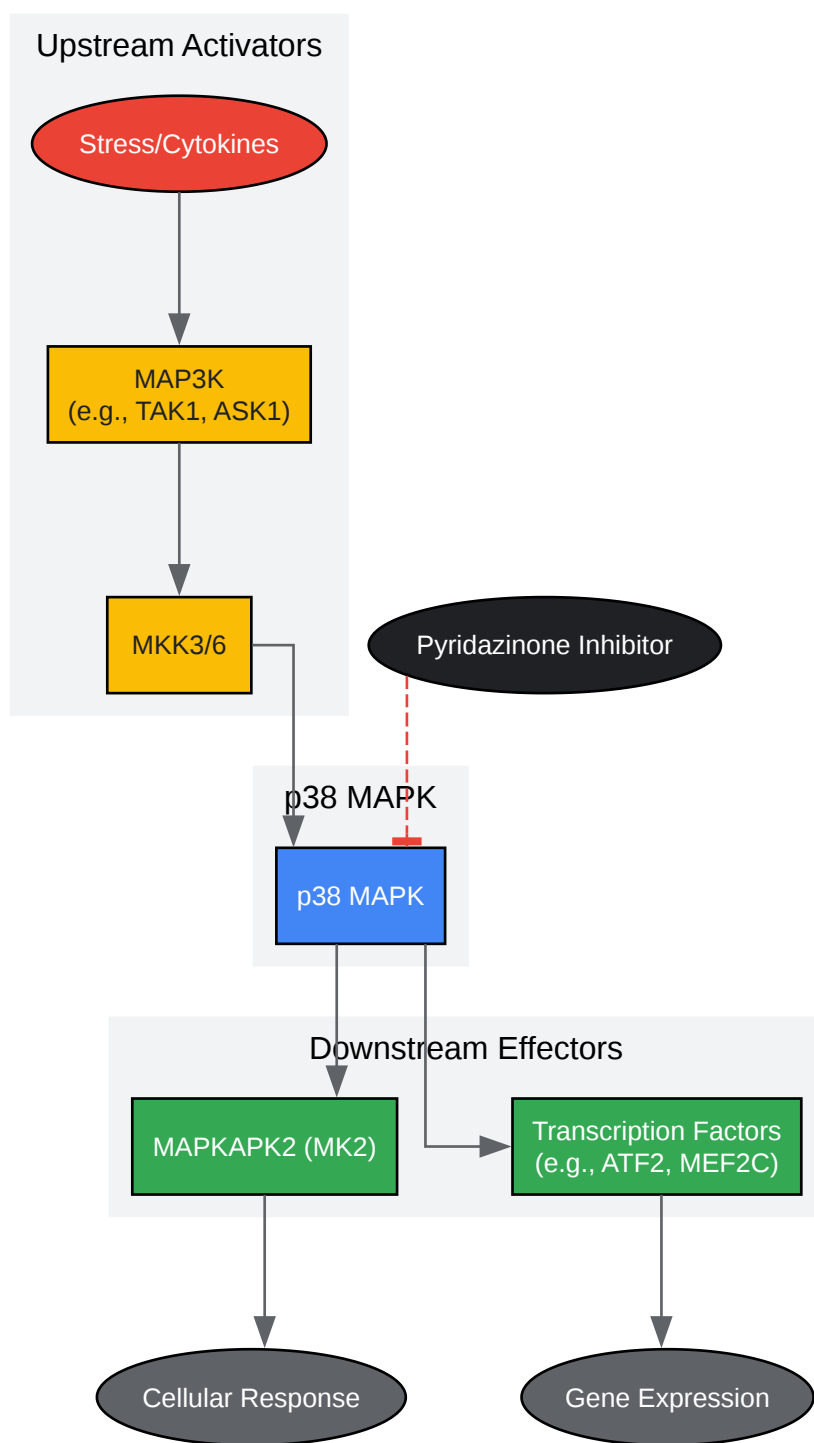 Upstream Activators
Stress/Cytokines
MAP3K
(e.g., TAK1, ASK1)
MKK3/6
Pyridazinone Inhibitor
p38 MAPK
p38 MAPK
Downstream Effectors
MAPKAPK2 (MK2)
Transcription Factors
(e.g., ATF2, MEF2C)
Cellular Response
Gene Expression